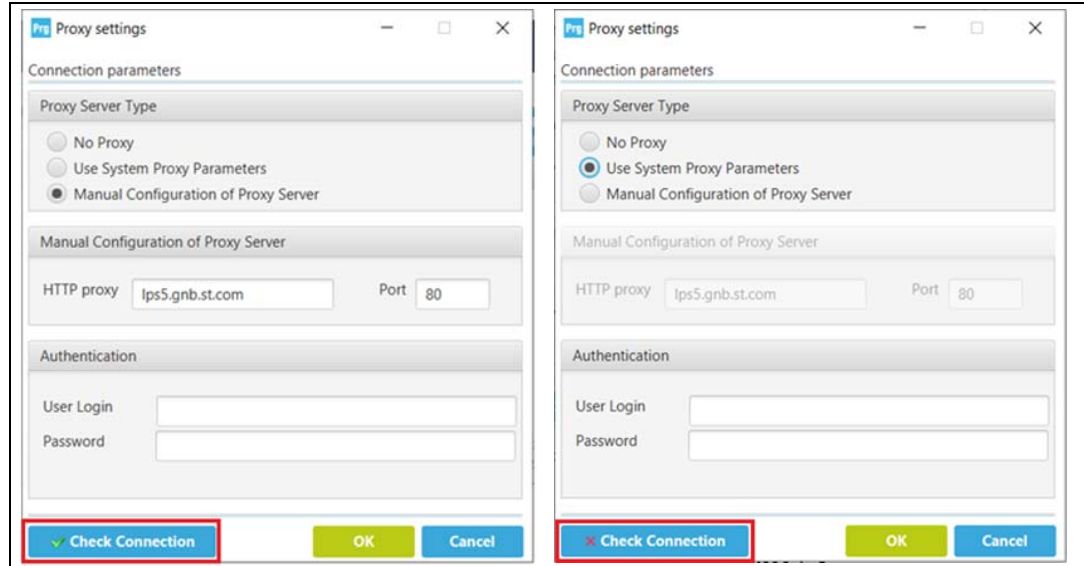 Prg Proxy settings
Connection parameters
Proxy Server Type
No Proxy
Use System Proxy Parameters
Manual Configuration of Proxy Server
Manual Configuration of Proxy Server
HTTP proxy lps5.gnb.st.com Port 80
Authentication
User Login
Password
Check Connection OK Cancel
Prg Proxy settings
Connection parameters
Proxy Server Type
No Proxy
Use System Proxy Parameters
Manual Configuration of Proxy Server
Manual Configuration of Proxy Server
HTTP proxy lps5.gnb.st.com Port 80
Authentication
User Login
Password
Check Connection OK Cancel